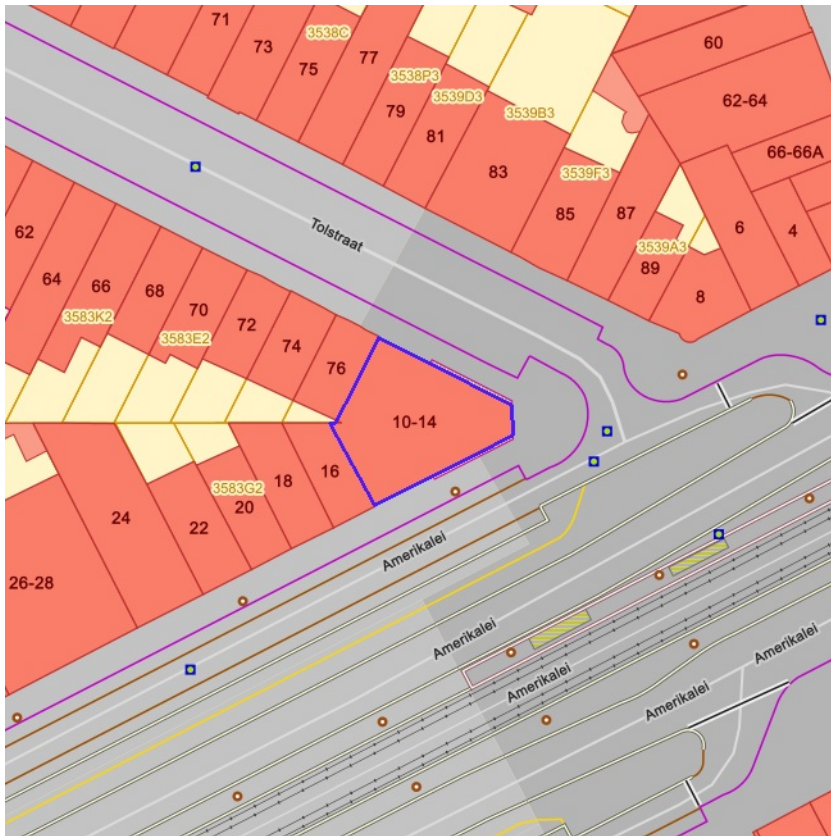 71
73
3538C
75
77
3538P3
79
3539D3
81
3539B3
83
60
62-64
66-66A
3539F3
85
87
3539A3
89
6
4
8
Tolstraat
62
64
66
3583K2
68
70
3583E2
72
74
76
10-14
16
18
3583G2
20
22
24
26-28
Amerikalei
Amerikalei
Amerikalei
Amerikalei
Amerikalei